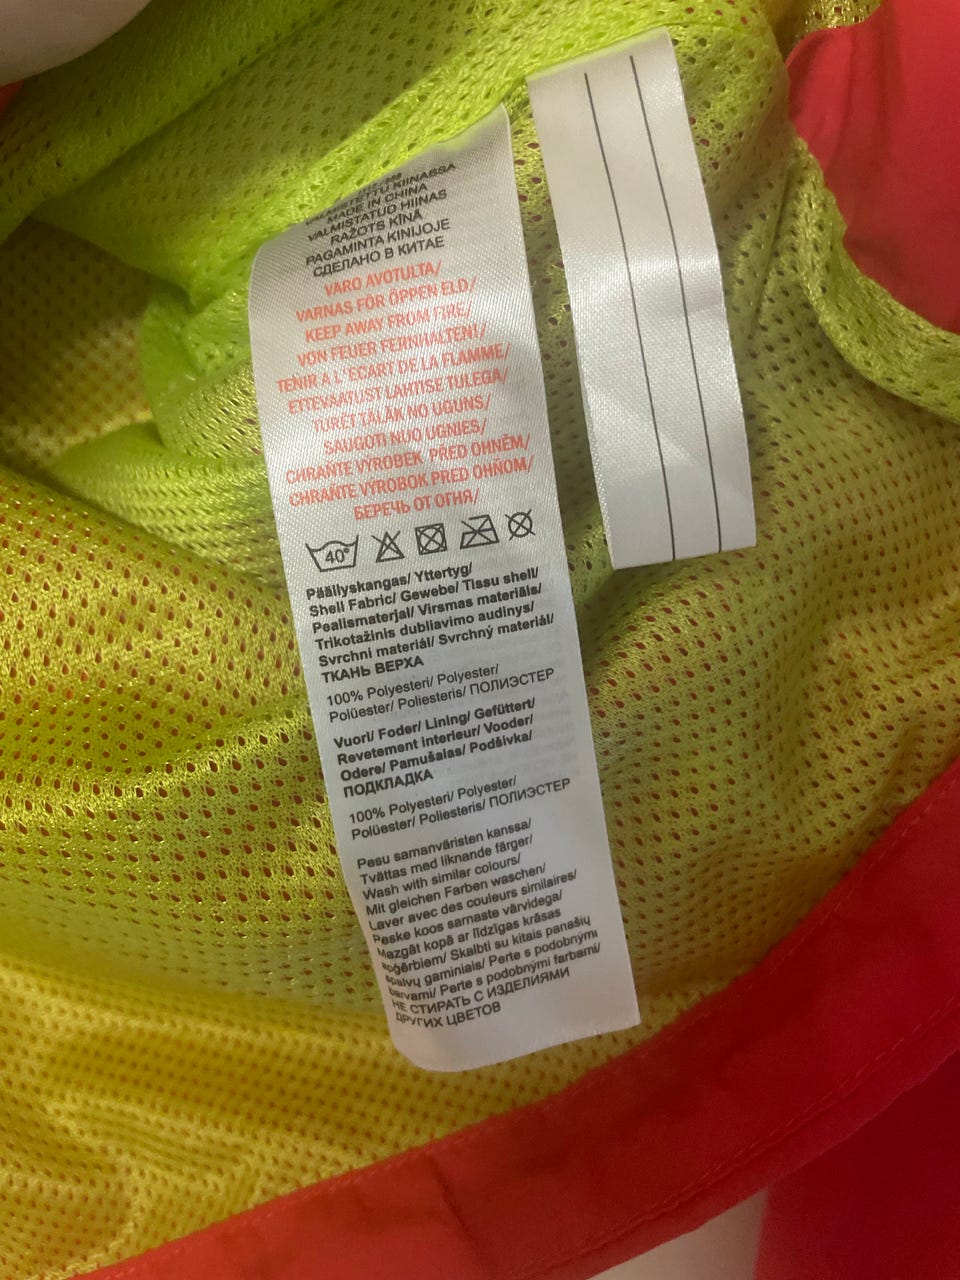 VALMISTETTU KIINASSA
MADE IN CHINA
VALMISTATUD HIINAS
RAŽOTS ĶĪNĀ
PAGAMINTA KINIJOJE
СДЕЛАНО В КИТАЕ
VARO AVOTULTA/
VARNAS FÖR ÖPPEN ELD/
KEEP AWAY FROM FIRE/
VON FEUER FERNHALTEN!/
TENIR A L'ECART DE LA FLAMME/
ETTEVAATUST LAHTISE TULEGA/
TURET TĀLĀK NO UGUNS/
SAUGOTI NUO UGNIES/
CHRAŇTE VÝROBEK PRED OHNĚM/
CHRAŇTE VÝROBOK PRED OHŇOM/
БЕРЕЧЬ ОТ ОГНЯ/
40°
Päällyskangas/ Yttertyg/
Shell Fabric/ Gewebe/ Tissu shell/
Pealismaterjal/ Virsmas materiāls/
Trikotažinis dubliavimo audinys/
Svrchní materiál/ Svrchný materiál/
ТКАНЬ ВЕРХА
100% Polyesteri/ Polyester/
Polüester/ Poliesteris/ ПОЛИЭСТЕР
Vuori/ Foder/ Lining/ Gefüttert/
Revetement interieur/ Vooder/
Odere/ Pamušalas/ Podšivka/
ПОДКЛАДКА
100% Polyesteri/ Polyester/
Polüester/ Poliesteris/ ПОЛИЭСТЕР
Pesu samanväristen kanssa/
Tvättas med liknande färger/
Wash with similar colours/
Mit gleichen Farben waschen/
Laver avec des couleurs similaires/
Peske koos sarnaste värvidega/
Mazgāt kopā ar līdzīgas krāsas
apģērbiem/ Skalbti su kitais panašių
spalvų gaminiais/ Perte s podobnými
barvami/ Perte s podobnými farbami/
НЕ СТИРАТЬ С ИЗДЕЛИЯМИ
ДРУГИХ ЦВЕТОВ